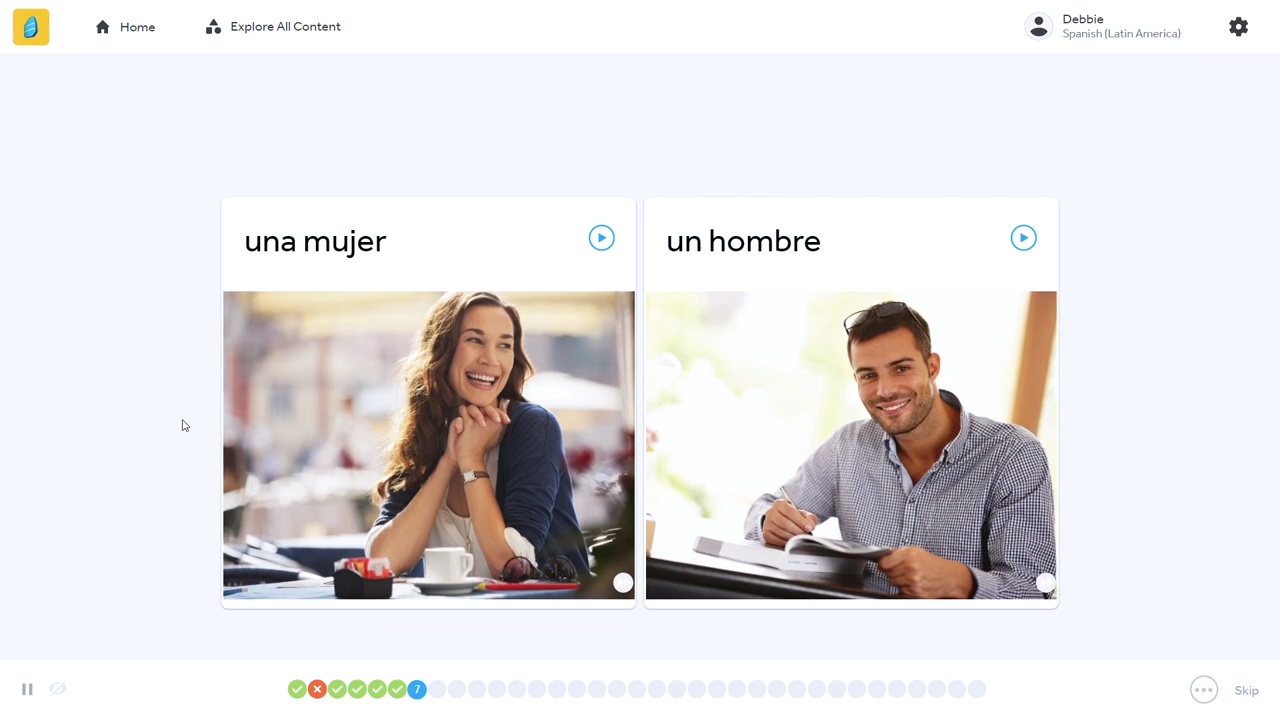 Home
Explore All Content
Debbie
Spanish (Latin America)
una mujer
un hombre
7
Skip